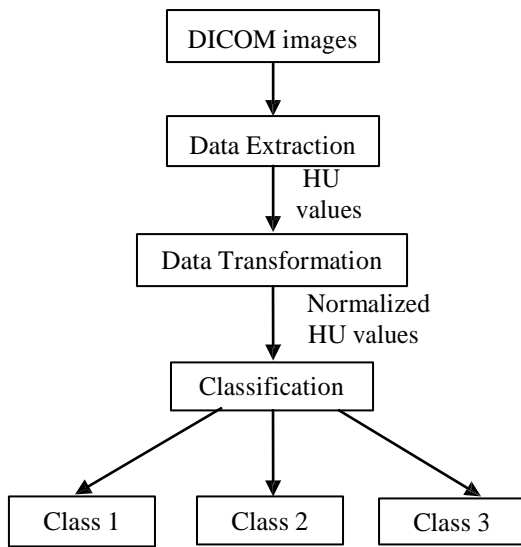 DICOM images
Data Extraction
HU
values
Data Transformation
Normalized
HU values
Classification
Class 1
Class 2
Class 3